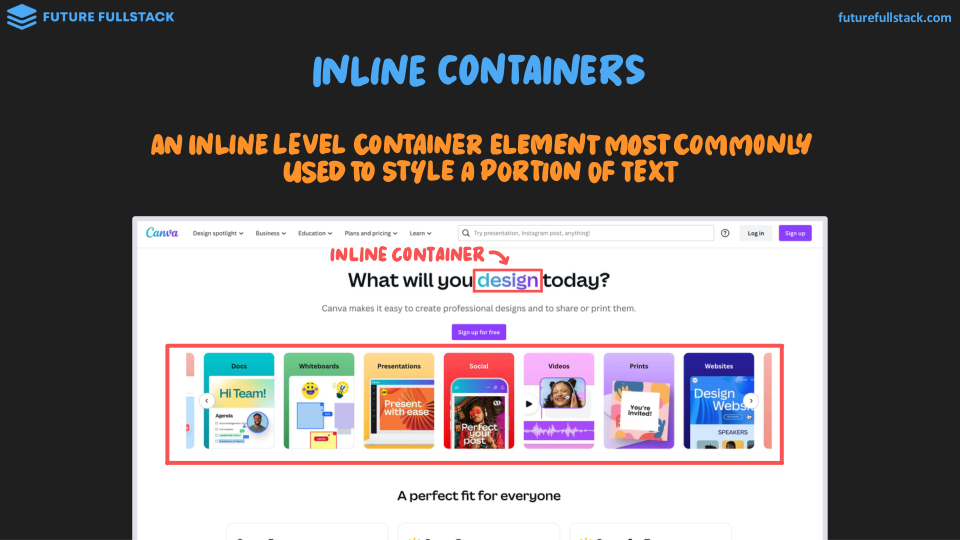 FUTURE FULLSTACK
futurefullstack.com
INLINE CONTAINERS
AN INLINE LEVEL CONTAINER ELEMENT MOST COMMONLY
USED TO STYLE A PORTION OF TEXT
Canva
Design spotlight
Business
Education
Plans and pricing
Learn
Try presentation, Instagram post, anything!
Log in
Sign up
INLINE CONTAINER
What will you design today?
Canva makes it easy to create professional designs and to share or print them.
Sign up for free
Docs
Whiteboards
Presentations
Social
Videos
Prints
Websites
Hi Team!
Agenda
Present
with ease
Perfect
your
post
You're
invited!
Design
SPEAKERS
A perfect fit for everyone